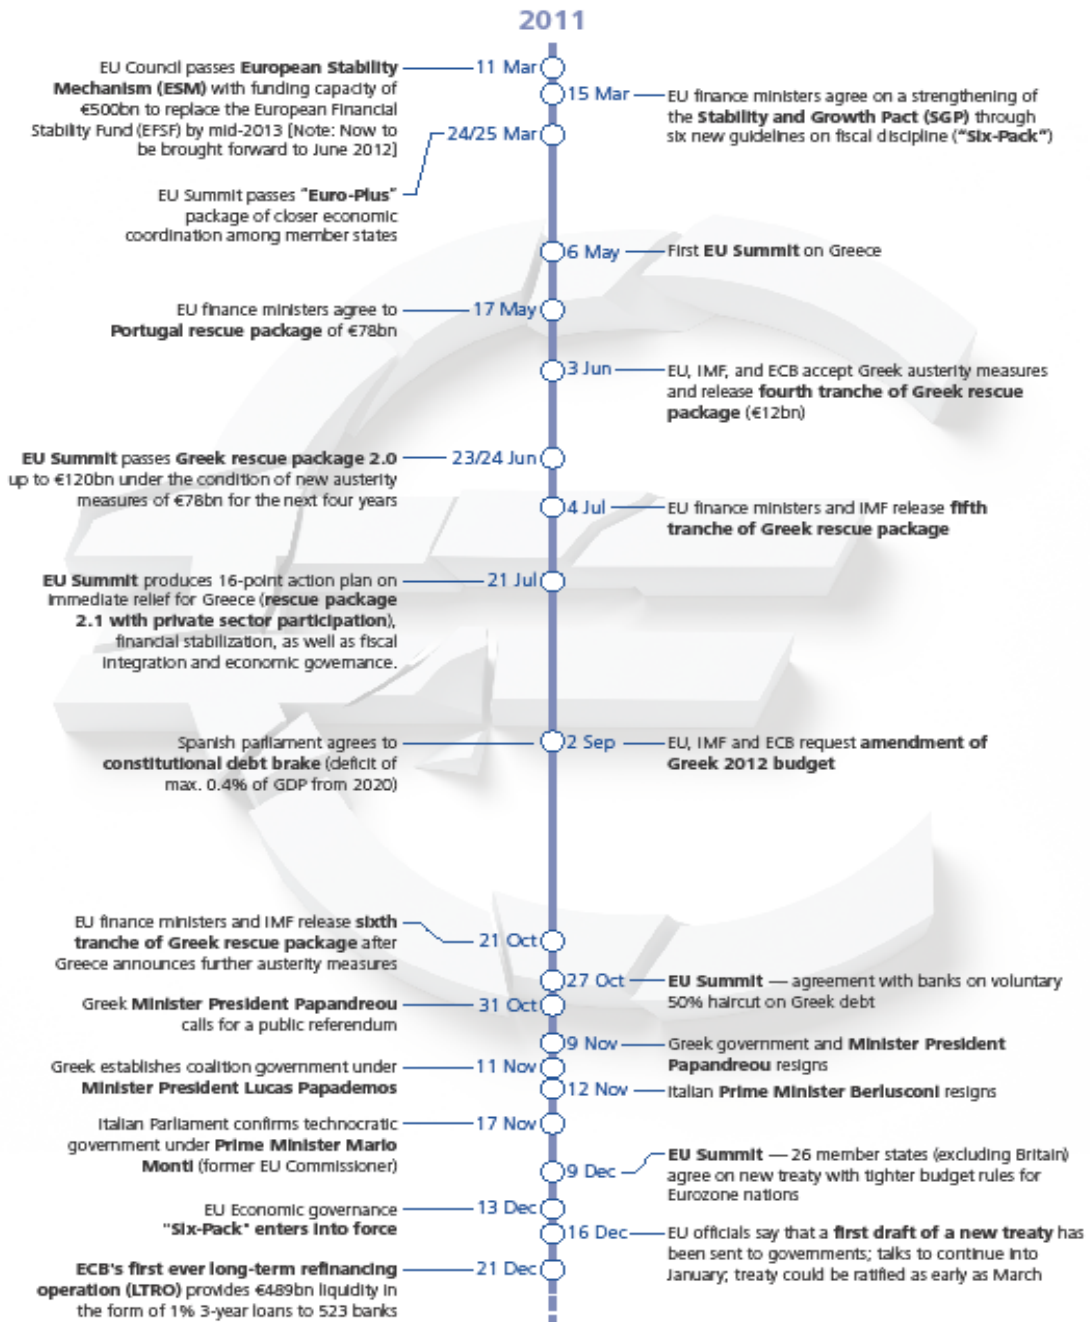 2011
EU Council passes European Stability
Mechanism (ESM) with funding capacity of
€500bn to replace the European Financial
Stability Fund (EFSF) by mid-2013 [Note: Now to
be brought forward to June 2012]
11 Mar
15 Mar
EU finance ministers agree on a strengthening of
the Stability and Growth Pact (SGP) through
six new guidelines on fiscal discipline ("Six-Pack")
24/25 Mar
EU Summit passes "Euro-Plus"
package of closer economic
coordination among member states
6 May
First EU Summit on Greece
EU finance ministers agree to
Portugal rescue package of €78bn
17 May
3 Jun
EU, IMF, and ECB accept Greek austerity measures
and release fourth tranche of Greek rescue
package (€12bn)
EU Summit passes Greek rescue package 2.0
up to €120bn under the condition of new austerity
measures of €78bn for the next four years
23/24 Jun
4 Jul
EU finance ministers and IMF release fifth
tranche of Greek rescue package
EU Summit produces 16-point action plan on
immediate relief for Greece (rescue package
2.1 with private sector participation),
financial stabilization, as well as fiscal
integration and economic governance.
21 Jul
Spanish parliament agrees to
constitutional debt brake (deficit of
max. 0.4% of GDP from 2020)
2 Sep
EU, IMF and ECB request amendment of
Greek 2012 budget
EU finance ministers and IMF release sixth
tranche of Greek rescue package after
Greece announces further austerity measures
21 Oct
27 Oct
EU Summit — agreement with banks on voluntary
50% haircut on Greek debt
Greek Minister President Papandreou
calls for a public referendum
31 Oct
9 Nov
Greek government and Minister President
Papandreou resigns
Greek establishes coalition government under
Minister President Lucas Papademos
11 Nov
12 Nov
Italian Prime Minister Berlusconi resigns
Italian Parliament confirms technocratic
government under Prime Minister Mario
Monti (former EU Commissioner)
17 Nov
9 Dec
EU Summit — 26 member states (excluding Britain)
agree on new treaty with tighter budget rules for
Eurozone nations
EU Economic governance
"Six-Pack" enters into force
13 Dec
16 Dec
EU officials say that a first draft of a new treaty has
been sent to governments; talks to continue into
January; treaty could be ratified as early as March
ECB's first ever long-term refinancing
operation (LTRO) provides €489bn liquidity in
the form of 1% 3-year loans to 523 banks
21 Dec